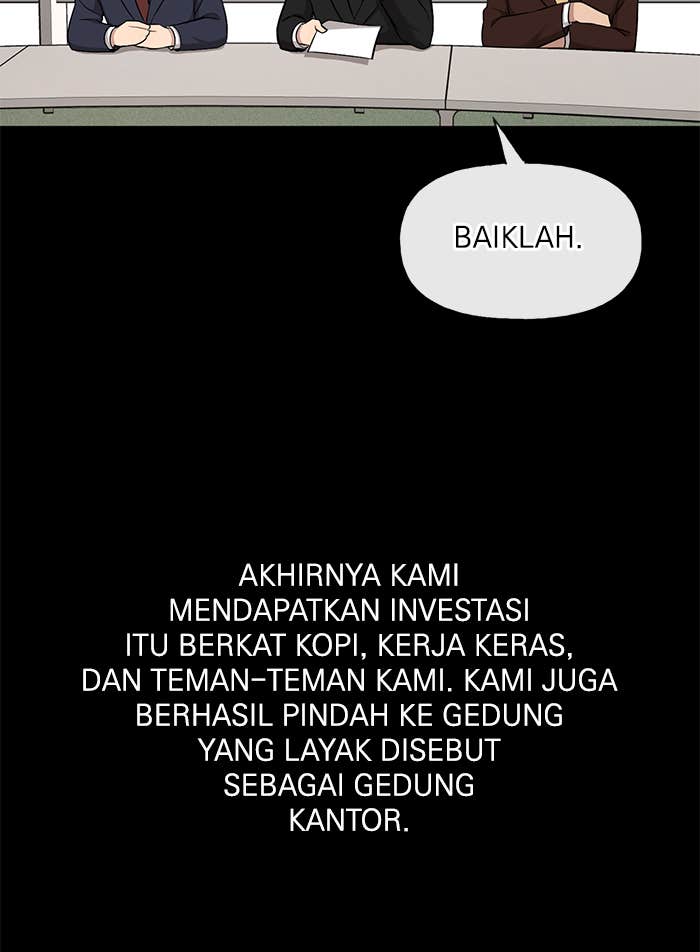 BAIKLAH.
AKHIRNYA KAMI
MENDAPATKAN INVESTASI
ITU BERKAT KOPI, KERJA KERAS,
DAN TEMAN-TEMAN KAMI. KAMI JUGA
BERHASIL PINDAH KE GEDUNG
YANG LAYAK DISEBUT
SEBAGAI GEDUNG
KANTOR.